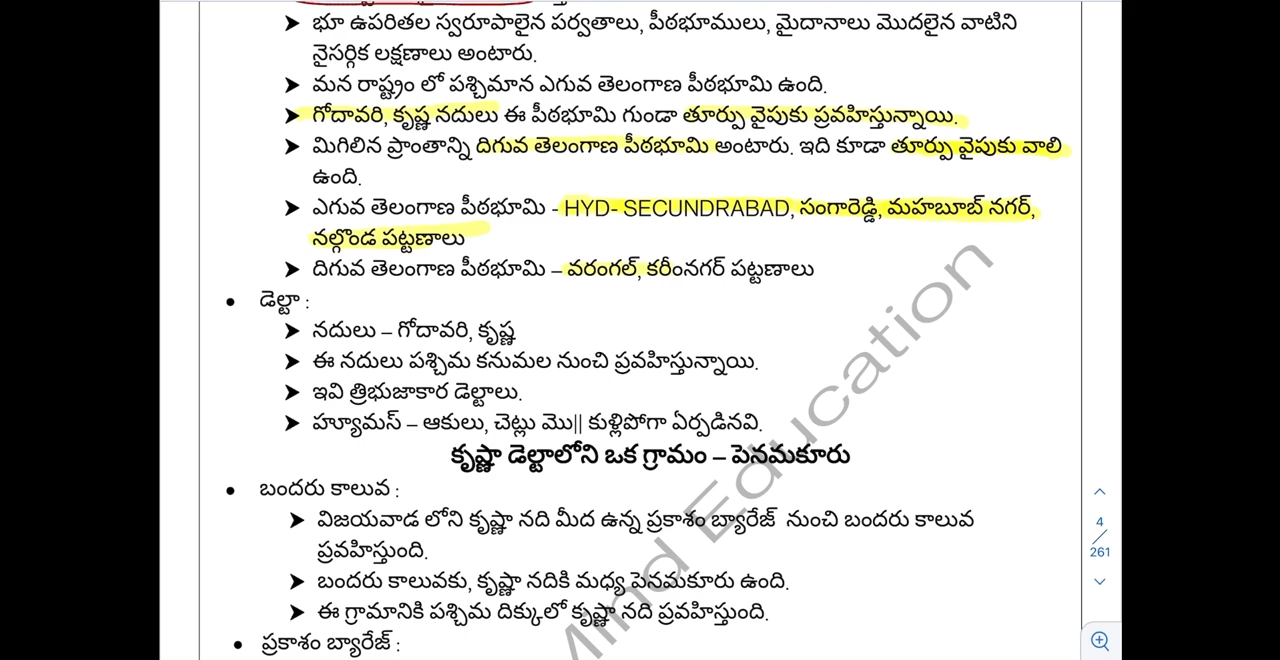 ➤ భూ ఉపరితల స్వరూపాలైన పర్వతాలు, పీఠభూములు, మైదానాలు మొదలైన వాటిని
నైసర్గిక లక్షణాలు అంటారు.
➤ మన రాష్ట్రం లో పశ్చిమాన ఎగువ తెలంగాణ పీఠభూమి ఉంది.
➤ గోదావరి, కృష్ణ నదులు ఈ పీఠభూమి గుండా తూర్పు వైపుకు ప్రవహిస్తున్నాయి.
➤ మిగిలిన ప్రాంతాన్ని దిగువ తెలంగాణ పీఠభూమి అంటారు. ఇది కూడా తూర్పు వైపుకు వాలి
ఉంది.
➤ ఎగువ తెలంగాణ పీఠభూమి - HYD- SECUNDRABAD, సంగారెడ్డి, మహబూబ్ నగర్,
నల్గొండ పట్టణాలు
➤ దిగువ తెలంగాణ పీఠభూమి – వరంగల్, కరీంనగర్ పట్టణాలు
• డెల్టా :
➤ నదులు – గోదావరి, కృష్ణ
➤ ఈ నదులు పశ్చిమ కనుమల నుంచి ప్రవహిస్తున్నాయి.
➤ ఇవి త్రిభుజాకార డెల్టాలు.
➤ హ్యూమస్ – ఆకులు, చెట్లు మొ|| కుళ్లిపోగా ఏర్పడినవి.
కృష్ణా డెల్టాలోని ఒక గ్రామం – పెనమకూరు
• బందరు కాలువ :
➤ విజయవాడ లోని కృష్ణా నది మీద ఉన్న ప్రకాశం బ్యారేజ్ నుంచి బందరు కాలువ
ప్రవహిస్తుంది.
➤ బందరు కాలువకు, కృష్ణా నదికి మధ్య పెనమకూరు ఉంది.
➤ ఈ గ్రామానికి పశ్చిమ దిక్కులో కృష్ణా నది ప్రవహిస్తుంది.
• ప్రకాశం బ్యారేజ్ :
Mind Education
4
261